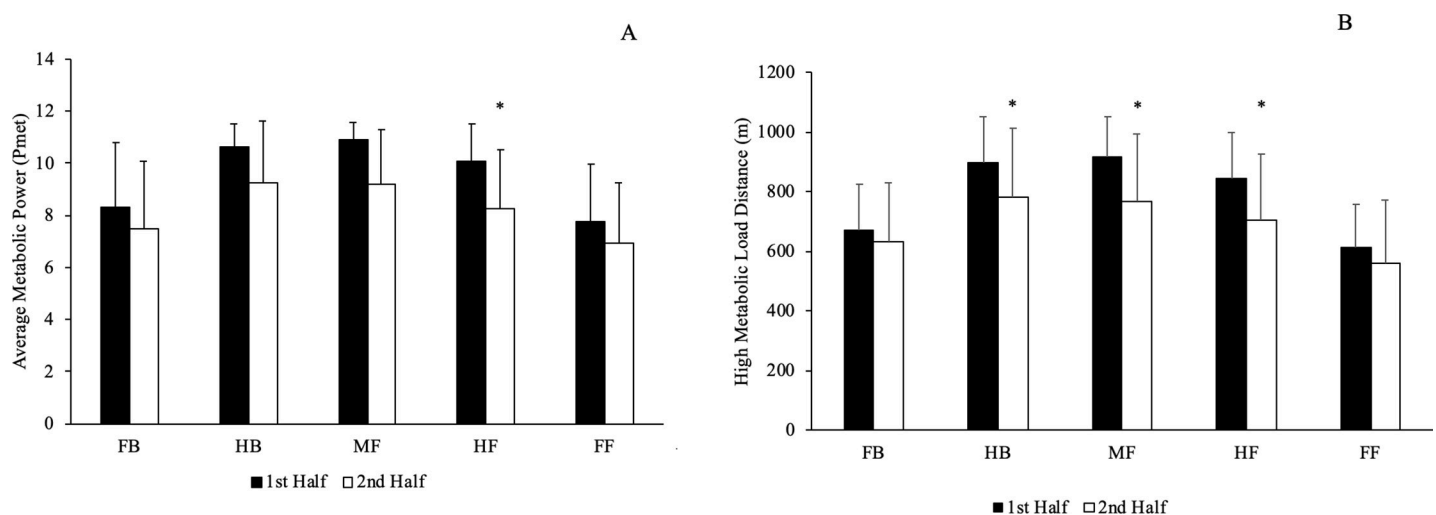 A
Average Metabolic Power (Pmet)
14
12
10
8
6
4
2
0
*
FB HB MF HF FF
■ 1st Half □ 2nd Half
B
High Metabolic Load Distance (m)
1200
1000
800
600
400
200
0
* * *
FB HB MF HF FF
■ 1st Half □ 2nd Half